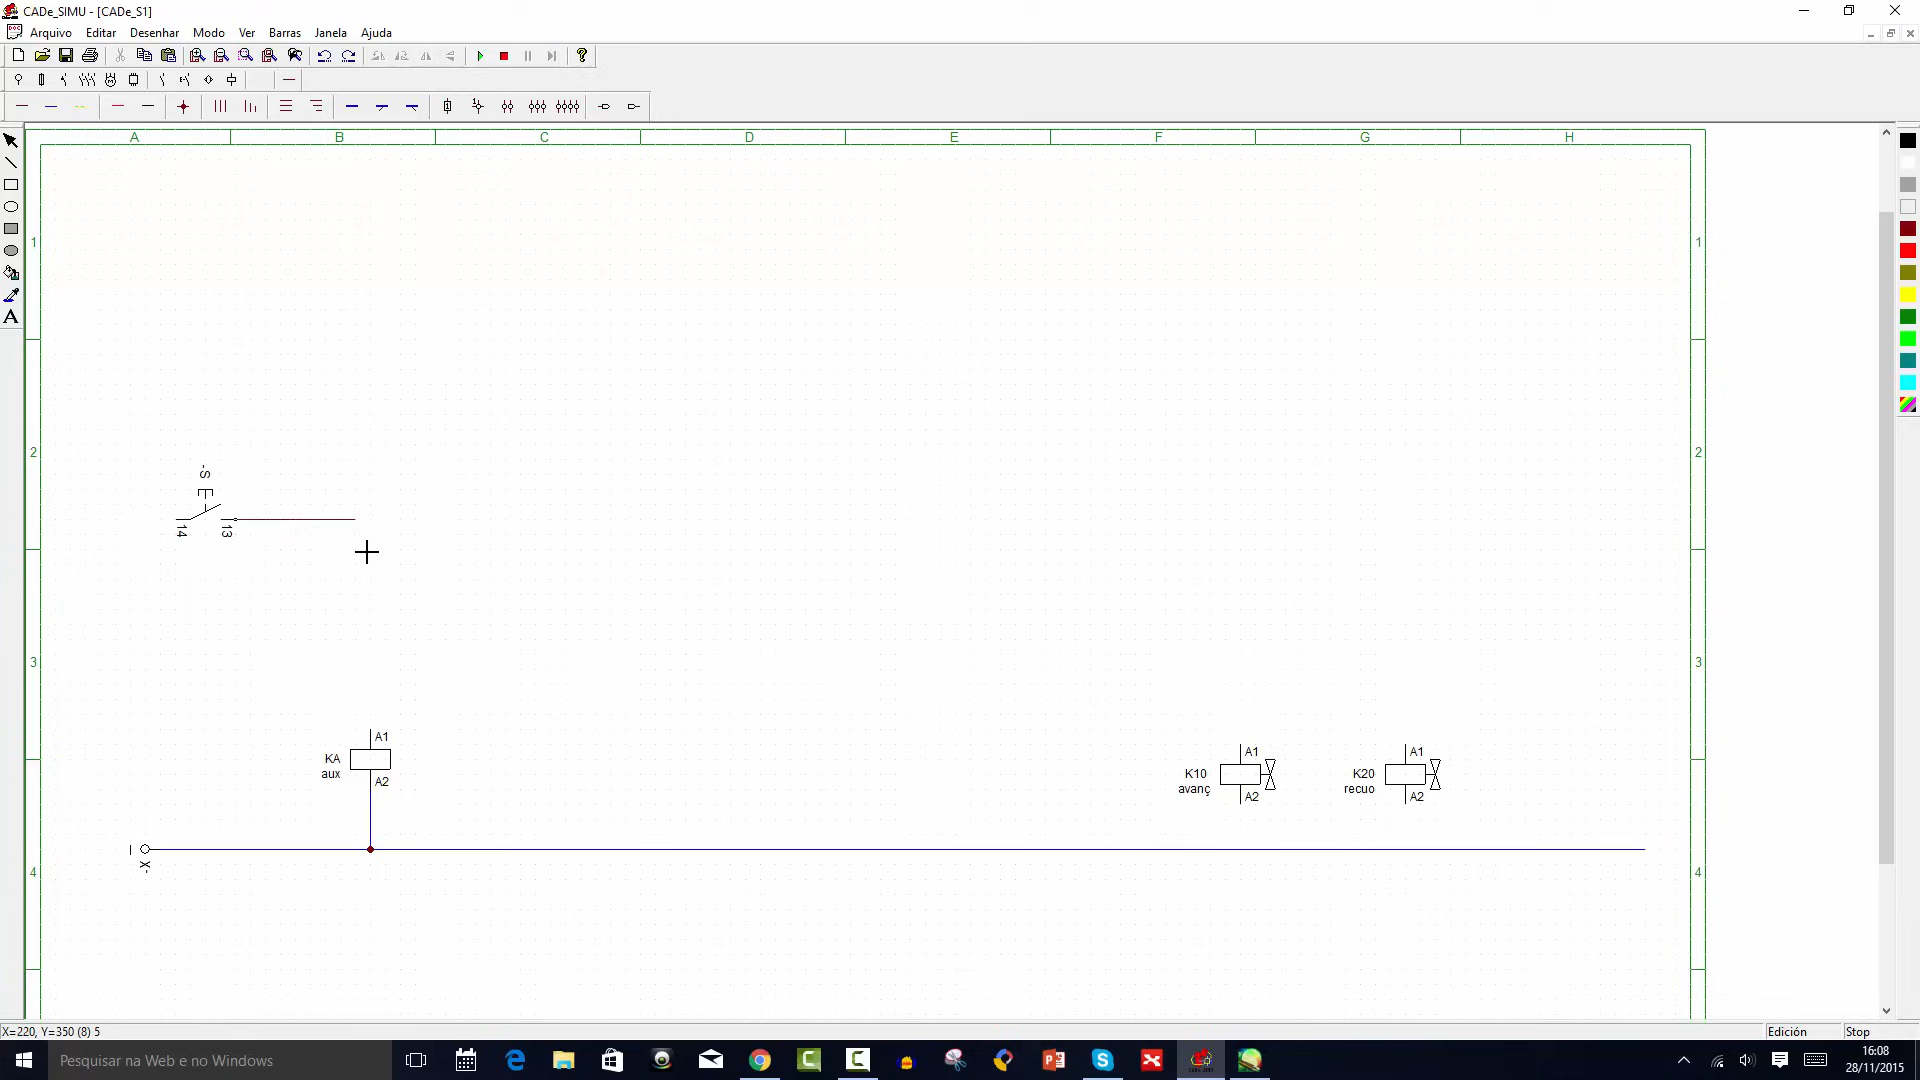 CADe_SIMU - [CADe_S1]
Arquivo Editar Desenhar Modo Ver Barras Janela Ajuda
A B C D E F G H
1 1
2 2
-S
14 13
3 3
A1
KA
aux
A2
A1 A1
K10 K20
avanç recuo
A2 A2
X-
4 4
X=220, Y=350 (8) 5 Edición Stop
Pesquisar na Web e no Windows
16:08
28/11/2015